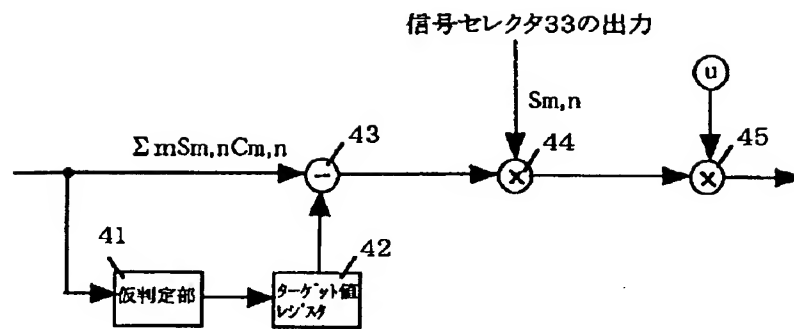 信号セレクタ33の出力
u
Sm,n
ΣmSm,nCm,n
43
44
45
−
×
×
41
42
仮判定部
ターゲット値
レジスタ